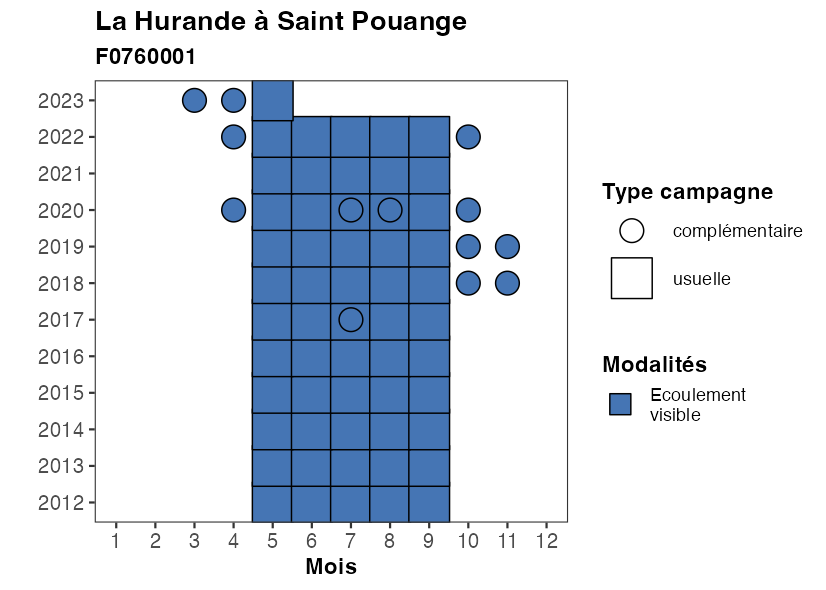 La Hurande à Saint Pouange
F0760001
2023
2022
2021
2020
2019
2018
2017
2016
2015
2014
2013
2012
1 2 3 4 5 6 7 8 9 10 11 12
Mois
Type campagne
complémentaire
usuelle
Modalités
Ecoulement
visible